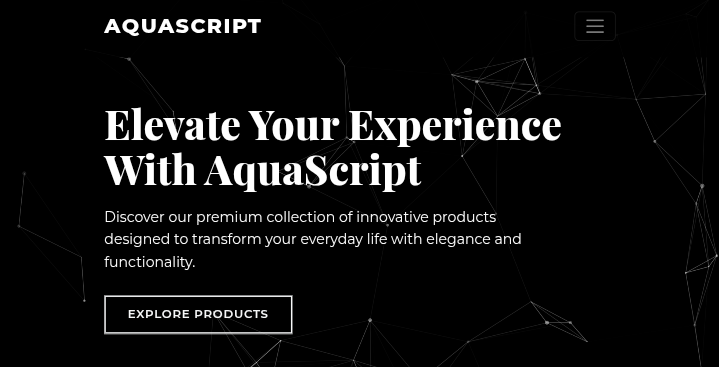 AQUASCRIPT
Elevate Your Experience
With AquaScript
Discover our premium collection of innovative products
designed to transform your everyday life with elegance and
functionality.
EXPLORE PRODUCTS